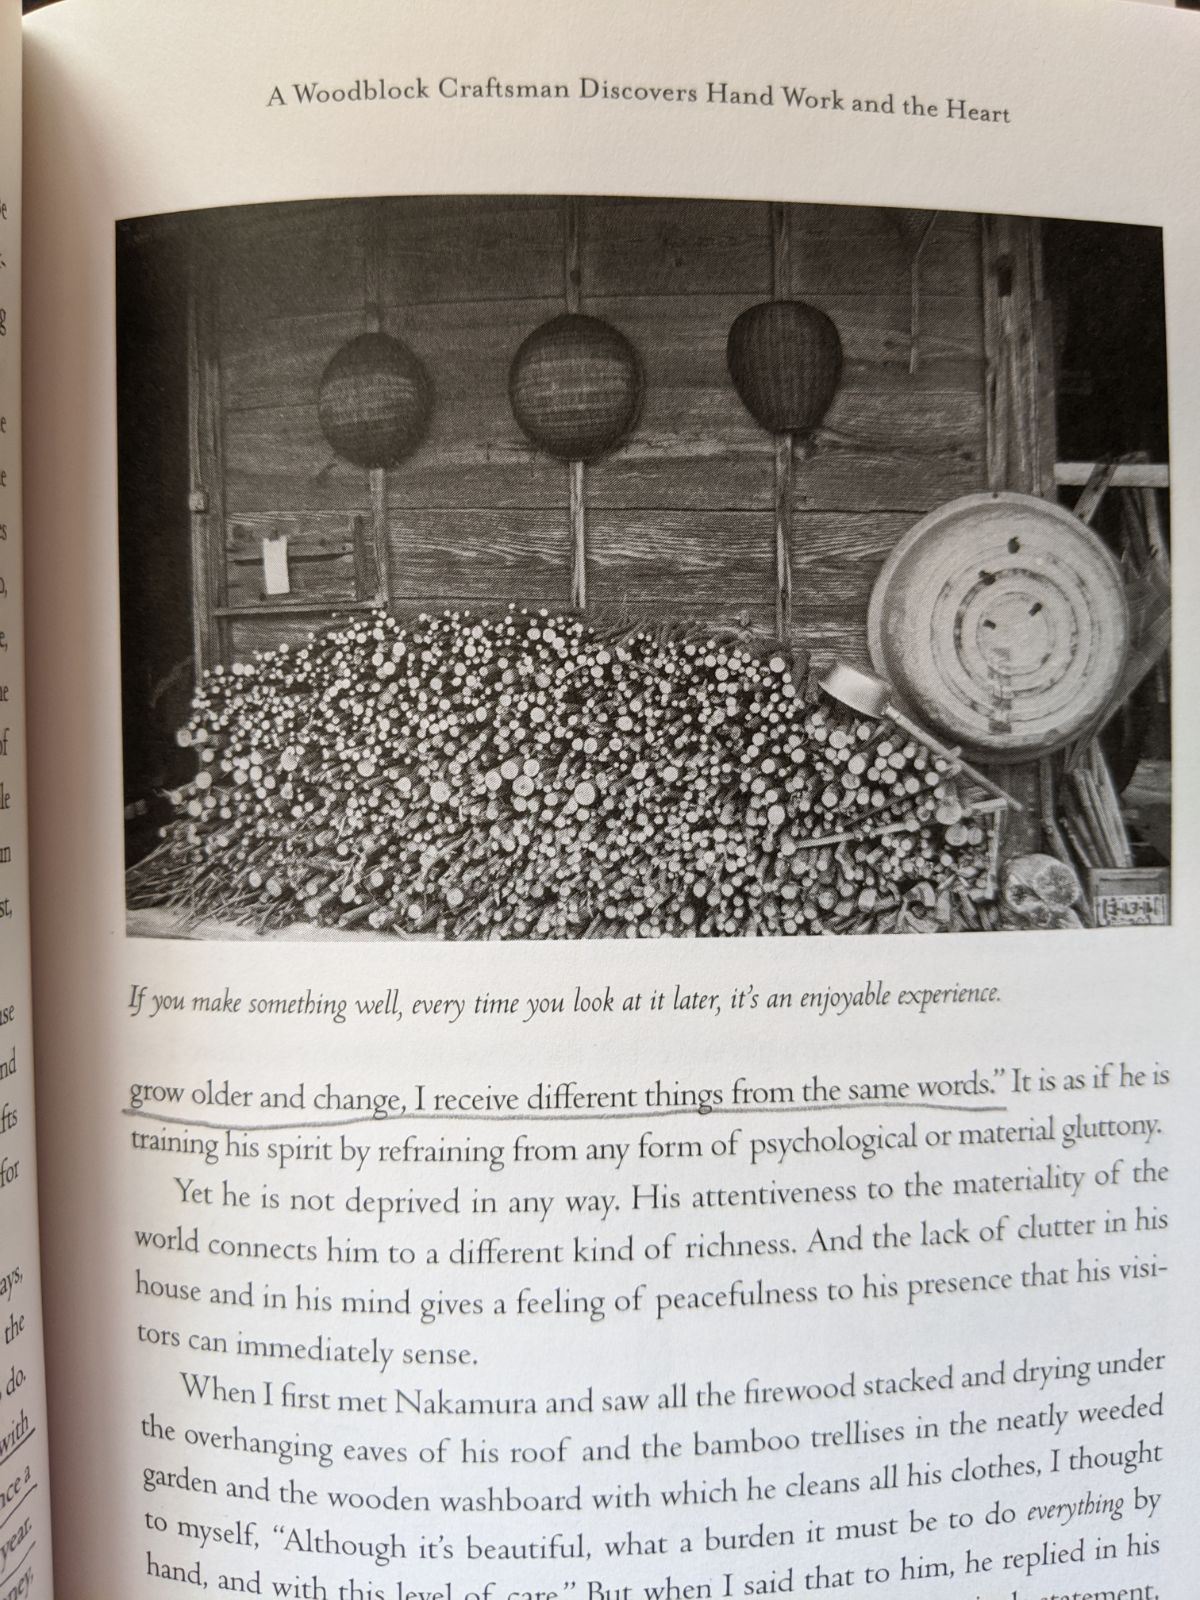 A Woodblock Craftsman Discovers Hand Work and the Heart
If you make something well, every time you look at it later, it's an enjoyable experience.
grow older and change, I receive different things from the same words." It is as if he is
training his spirit by refraining from any form of psychological or material gluttony.
Yet he is not deprived in any way. His attentiveness to the materiality of the
world connects him to a different kind of richness. And the lack of clutter in his
house and in his mind gives a feeling of peacefulness to his presence that his visi-
tors can immediately sense.
When I first met Nakamura and saw all the firewood stacked and drying under
the overhanging eaves of his roof and the bamboo trellises in the neatly weeded
garden and the wooden washboard with which he cleans all his clothes, I thought
to myself, "Although it's beautiful, what a burden it must be to do everything by
hand, and with this level of care." But when I said that to him, he replied in his
statement,